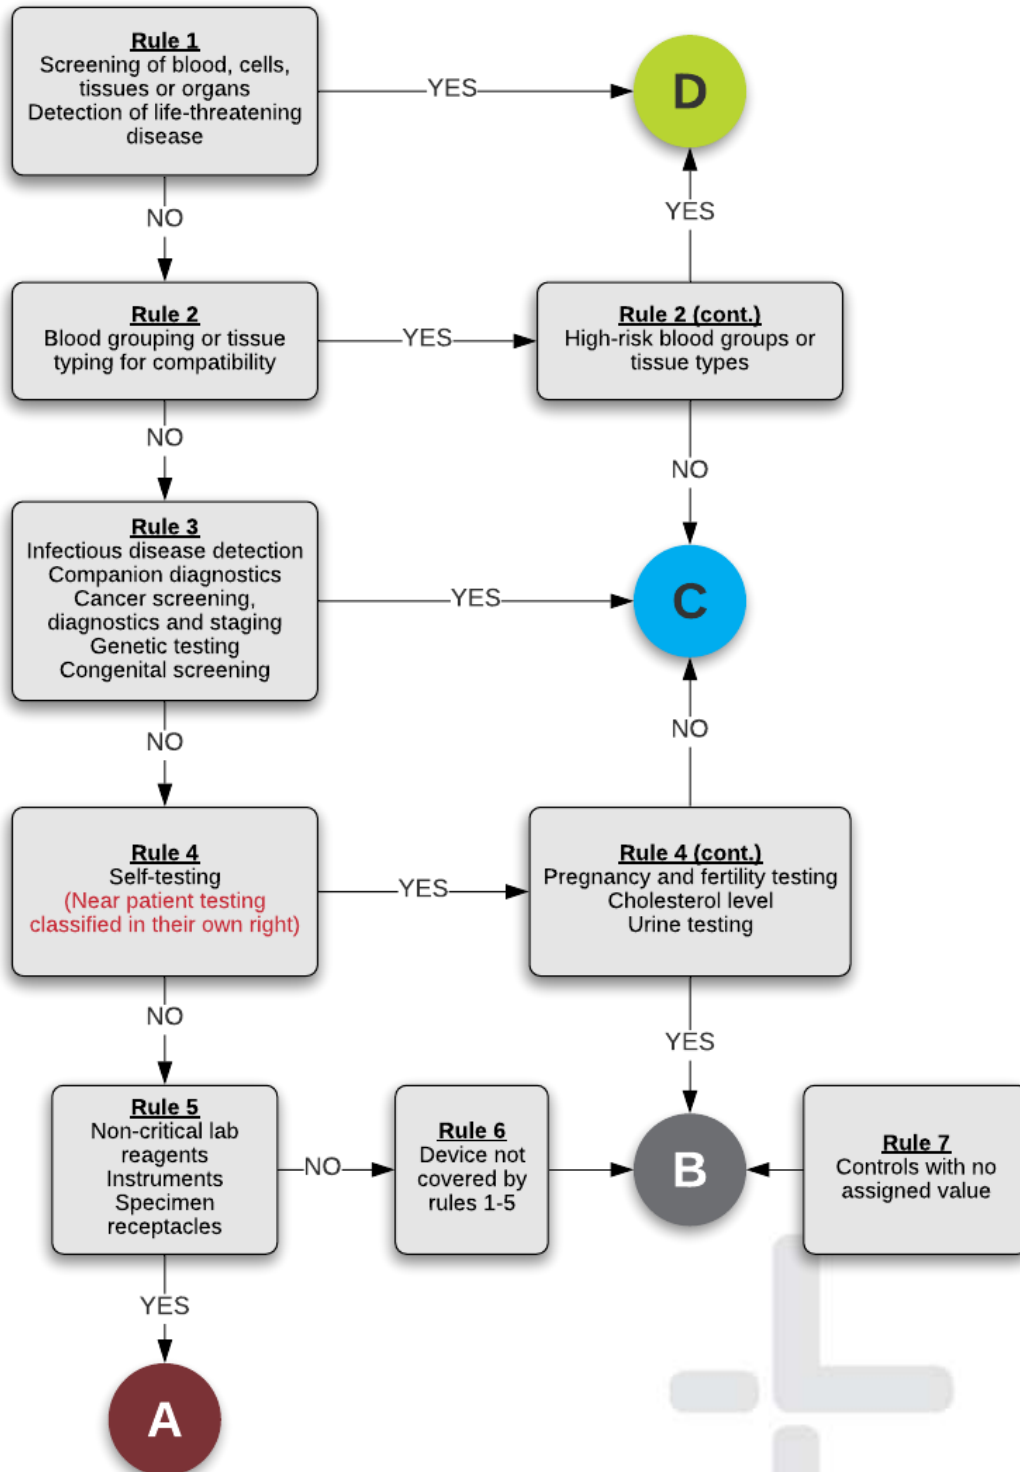 Rule 1
Screening of blood, cells,
tissues or organs
Detection of life-threatening
disease
YES
D
NO
YES
Rule 2
Blood grouping or tissue
typing for compatibility
YES
Rule 2 (cont.)
High-risk blood groups or
tissue types
NO
NO
Rule 3
Infectious disease detection
Companion diagnostics
Cancer screening,
diagnostics and staging
Genetic testing
Congenital screening
YES
C
NO
NO
Rule 4
Self-testing
(Near patient testing
classified in their own right)
YES
Rule 4 (cont.)
Pregnancy and fertility testing
Cholesterol level
Urine testing
NO
YES
Rule 5
Non-critical lab
reagents
Instruments
Specimen
receptacles
NO
Rule 6
Device not
covered by
rules 1-5
B
Rule 7
Controls with no
assigned value
YES
A